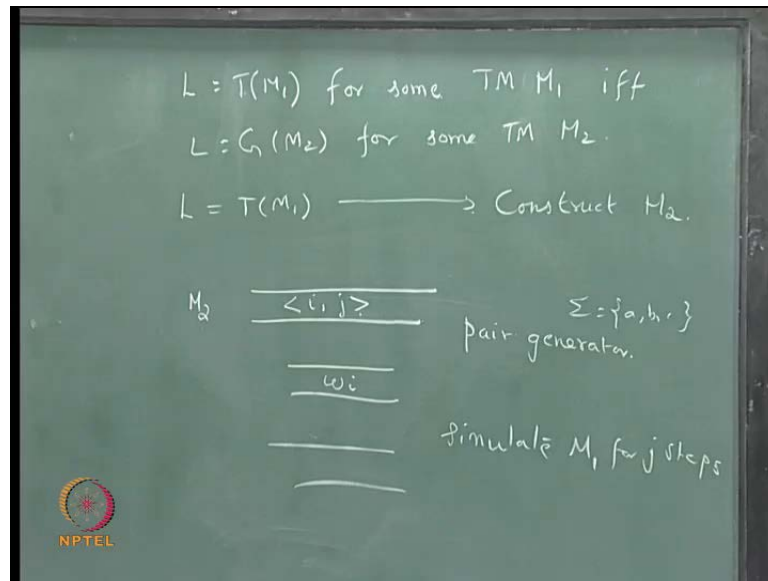 L = T(M₁) for some TM M₁ iff
L = G(M₂) for some TM M₂.
L = T(M₁) ⟶ Construct M₂.
M₂ <i, j> Σ = {a, b, c}
pair generator.
wi
Simulate M₁ for j steps
NPTEL